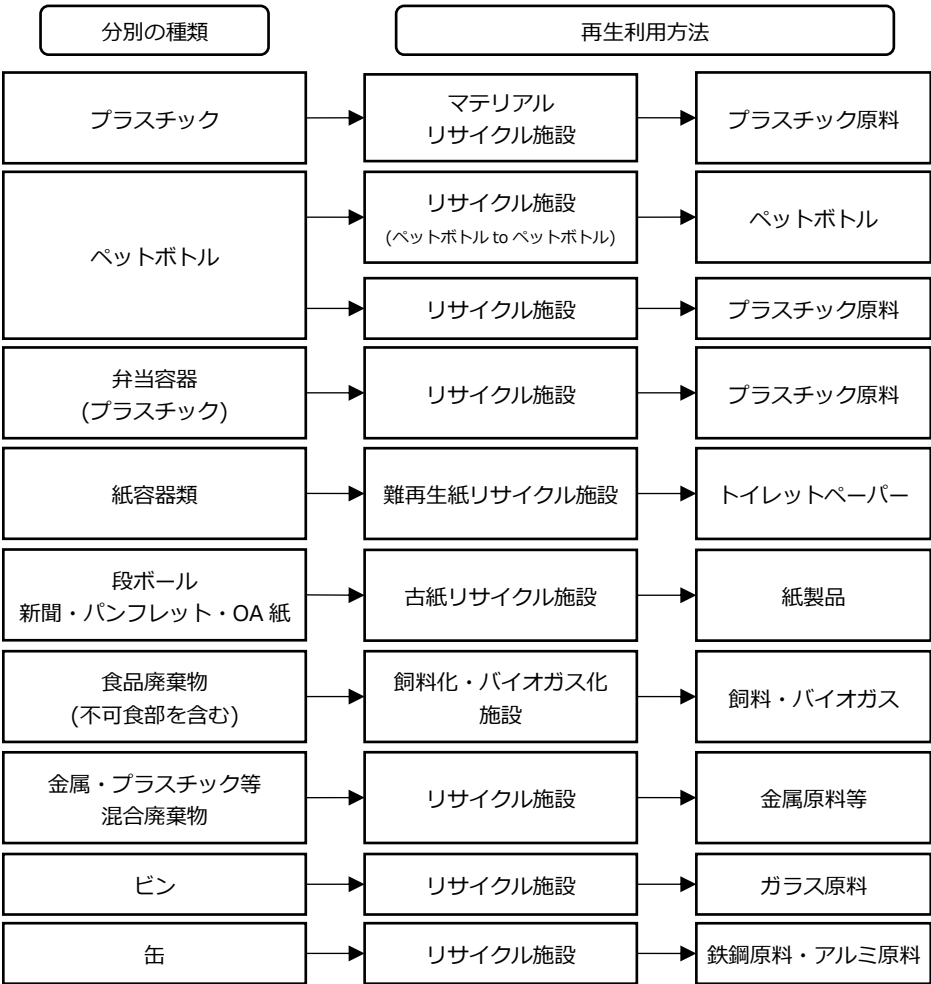 分別の種類
再生利用方法
プラスチック
マテリアル
リサイクル施設
プラスチック原料
ペットボトル
リサイクル施設
(ペットボトル to ペットボトル)
ペットボトル
リサイクル施設
プラスチック原料
弁当容器
(プラスチック)
リサイクル施設
プラスチック原料
紙容器類
難再生紙リサイクル施設
トイレットペーパー
段ボール
新聞・パンフレット・OA 紙
古紙リサイクル施設
紙製品
食品廃棄物
(不可食部を含む)
飼料化・バイオガス化
施設
飼料・バイオガス
金属・プラスチック等
混合廃棄物
リサイクル施設
金属原料等
ビン
リサイクル施設
ガラス原料
缶
リサイクル施設
鉄鋼原料・アルミ原料